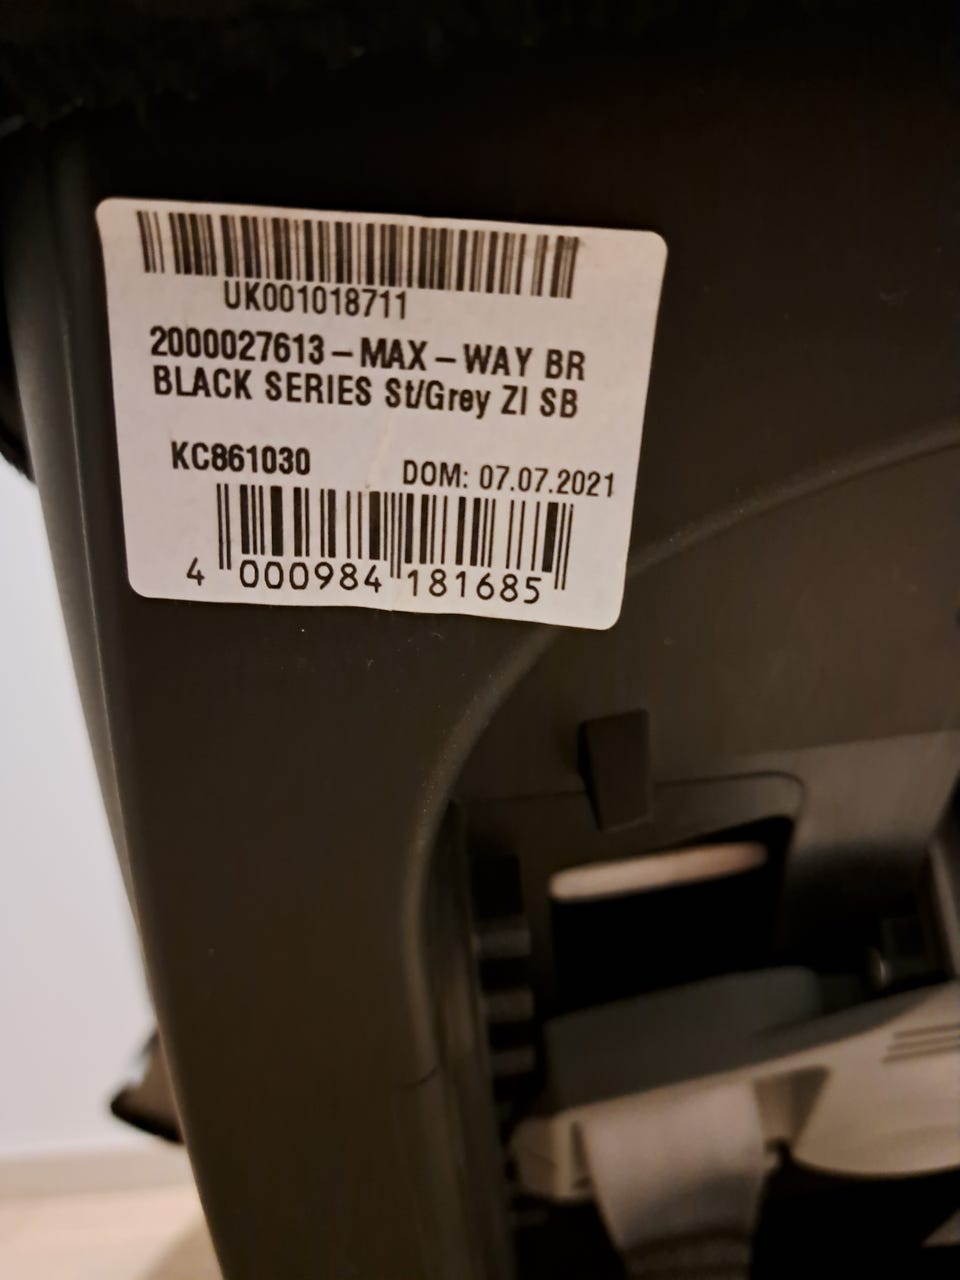 UK001018711
2000027613 – MAX – WAY BR
BLACK SERIES St/Grey ZI SB
KC861030 DOM: 07.07.2021
4 000984 181685